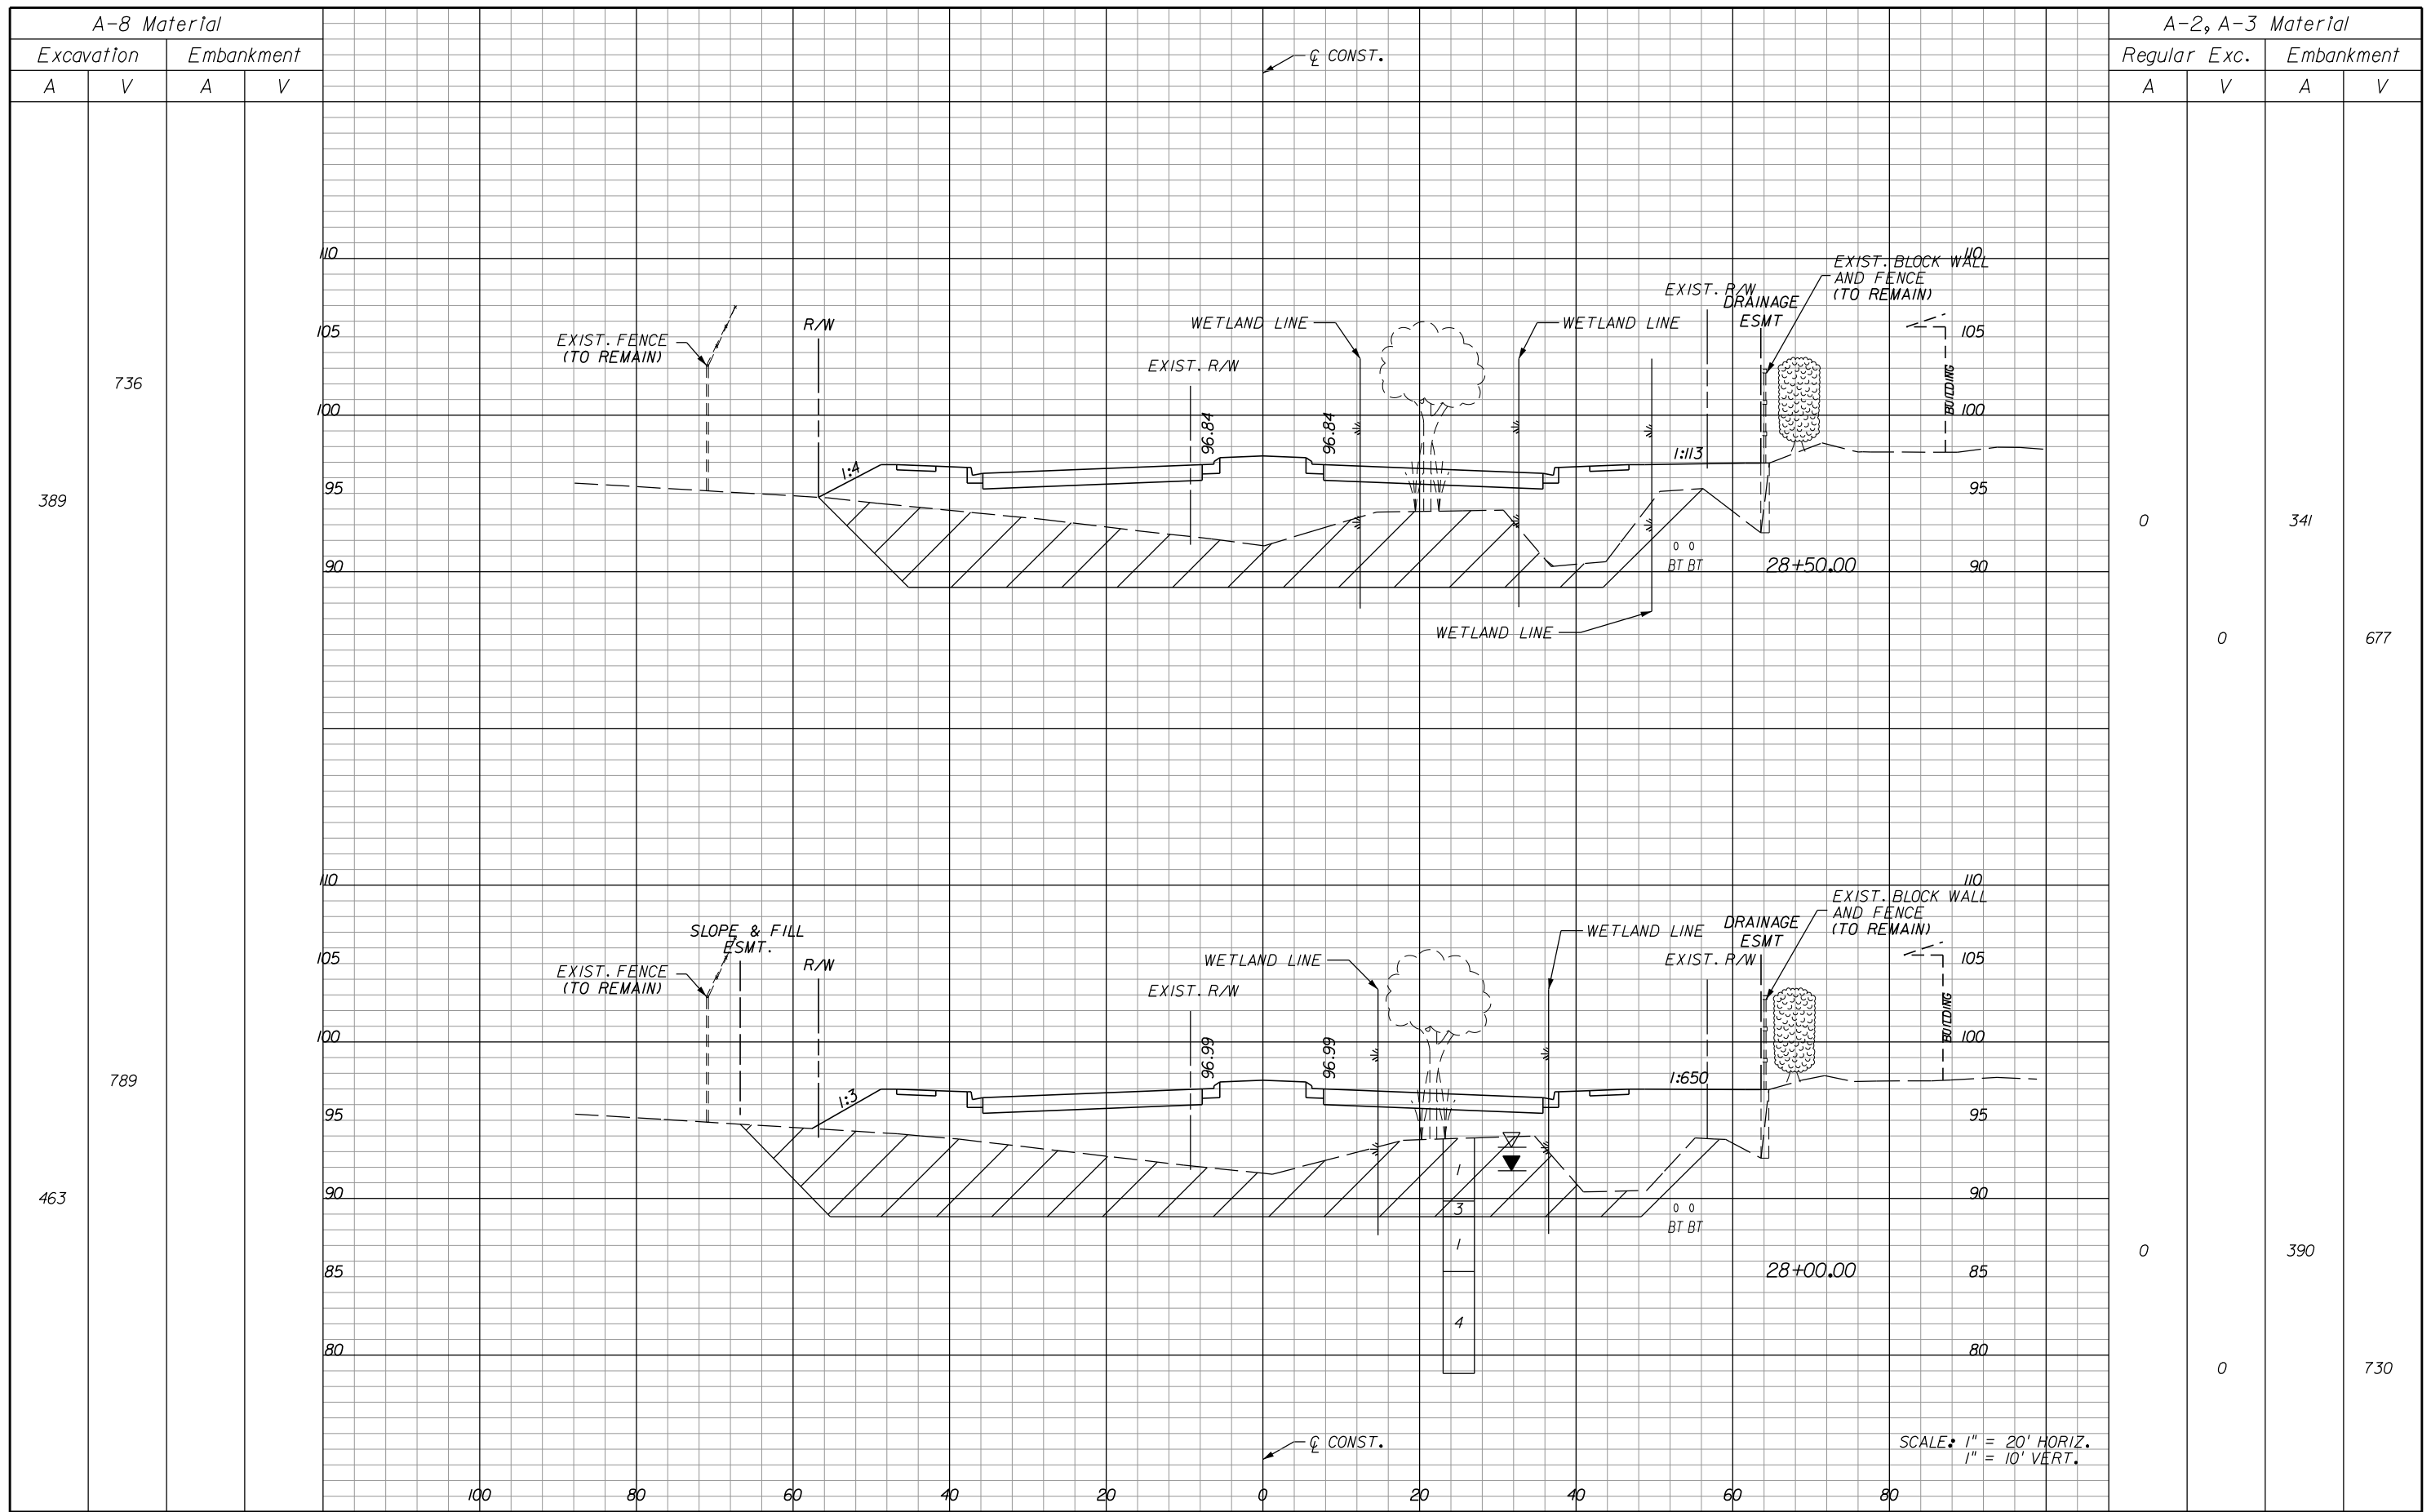 A-8 Material
Excavation Embankment
A V A V
A-2, A-3 Material
Regular Exc. Embankment
A V A V
℄ CONST.
110 110
EXIST. BLOCK WALL
AND FENCE
(TO REMAIN)
EXIST. R/W
DRAINAGE
ESMT
105 105
R/W
WETLAND LINE
WETLAND LINE
EXIST. FENCE
(TO REMAIN)
EXIST. R/W
BUILDING
736
100 100
96.84
96.84
1:4
1:113
95 95
389
0 341
0 0
BT BT
28+50.00
90 90
WETLAND LINE
0 677
110 110
EXIST. BLOCK WALL
AND FENCE
(TO REMAIN)
DRAINAGE
ESMT
SLOPE & FILL
ESMT.
WETLAND LINE
105 105
R/W
WETLAND LINE
EXIST. R/W
EXIST. FENCE
(TO REMAIN)
EXIST. R/W
BUILDING
100 100
96.99
96.99
789
1:3
1:650
95 95
1
463
90 90
3
0 0
BT BT
1
0 390
85 85
28+00.00
4
80 80
0 730
℄ CONST.
SCALE: 1" = 20' HORIZ.
1" = 10' VERT.
100 80 60 40 20 0 20 40 60 80